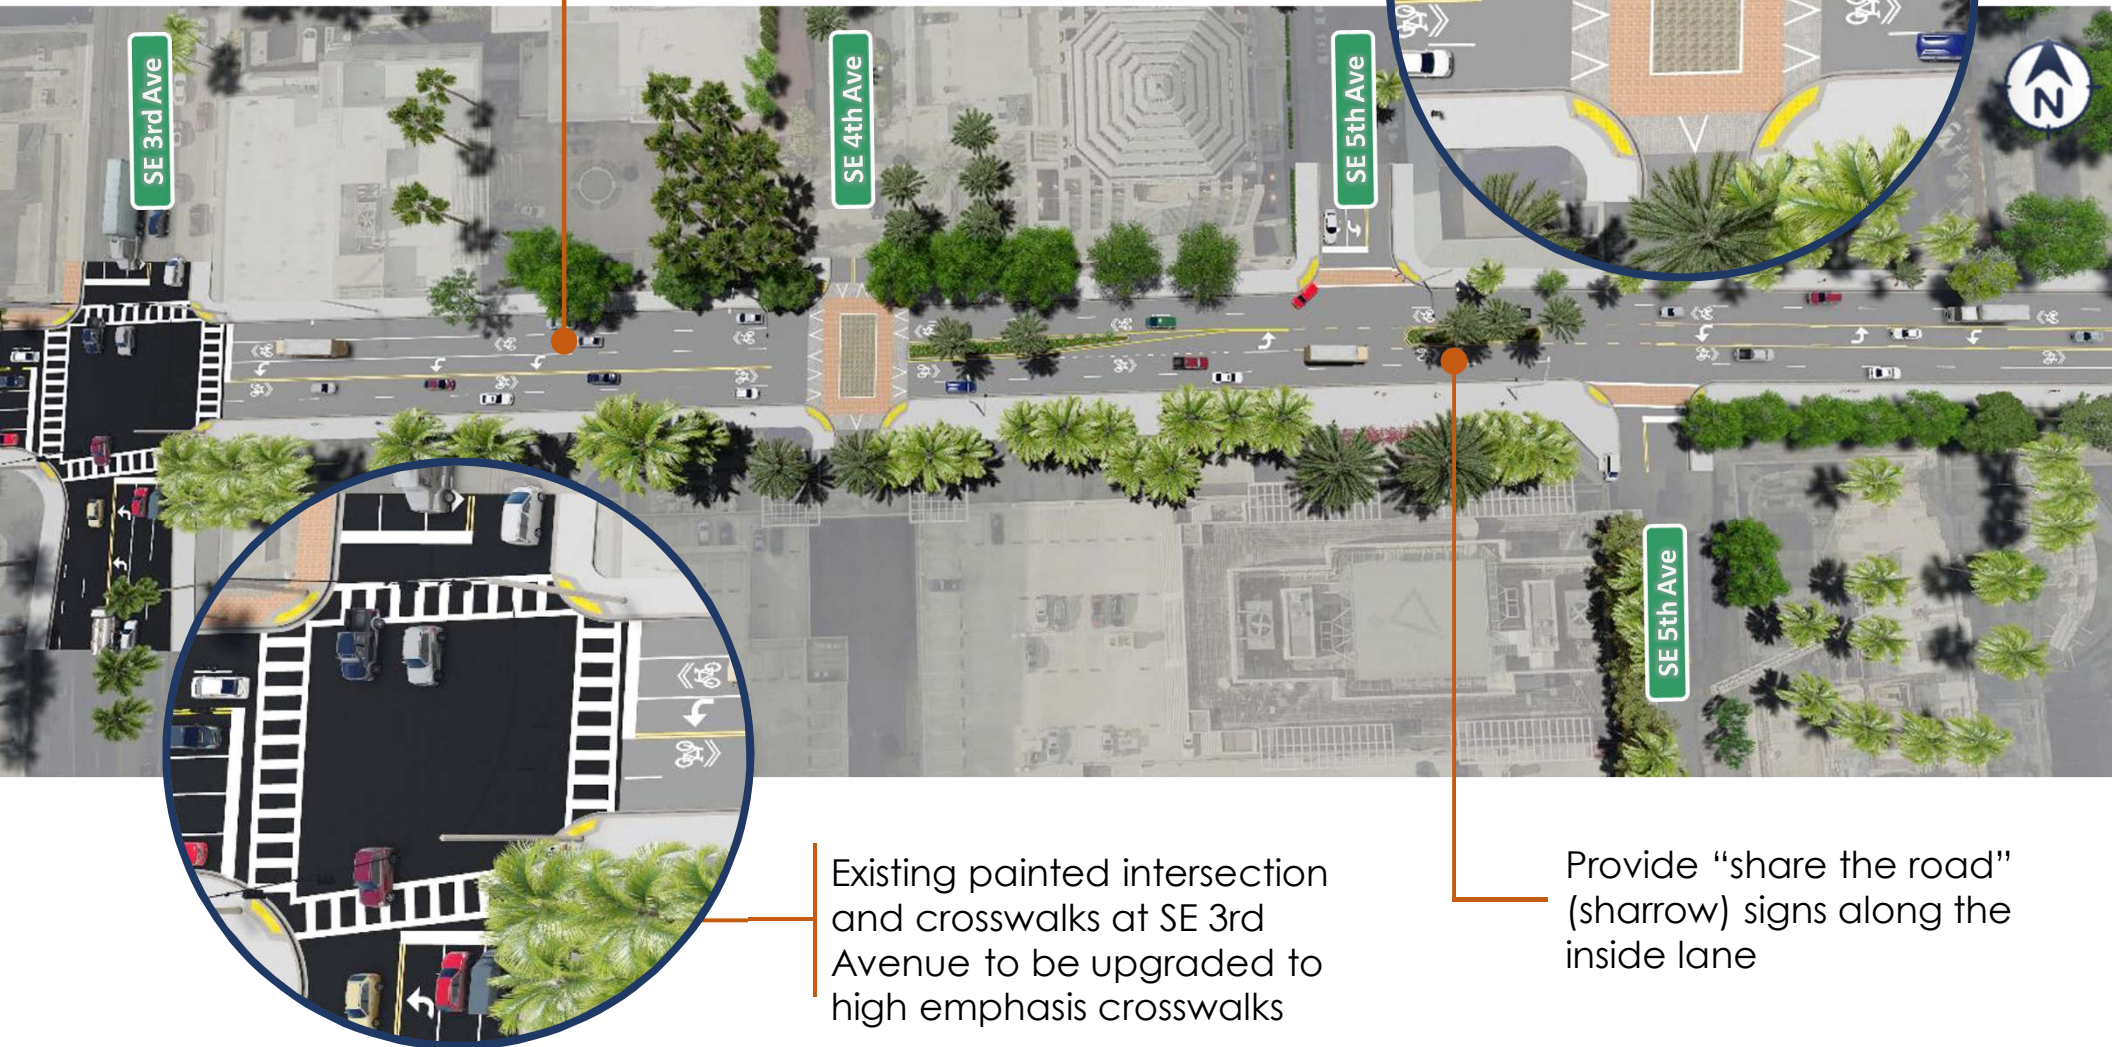 SE 3rd Ave
SE 4th Ave
SE 5th Ave
N
SE 5th Ave
Existing painted intersection
and crosswalks at SE 3rd
Avenue to be upgraded to
high emphasis crosswalks
Provide “share the road”
(sharrow) signs along the
inside lane